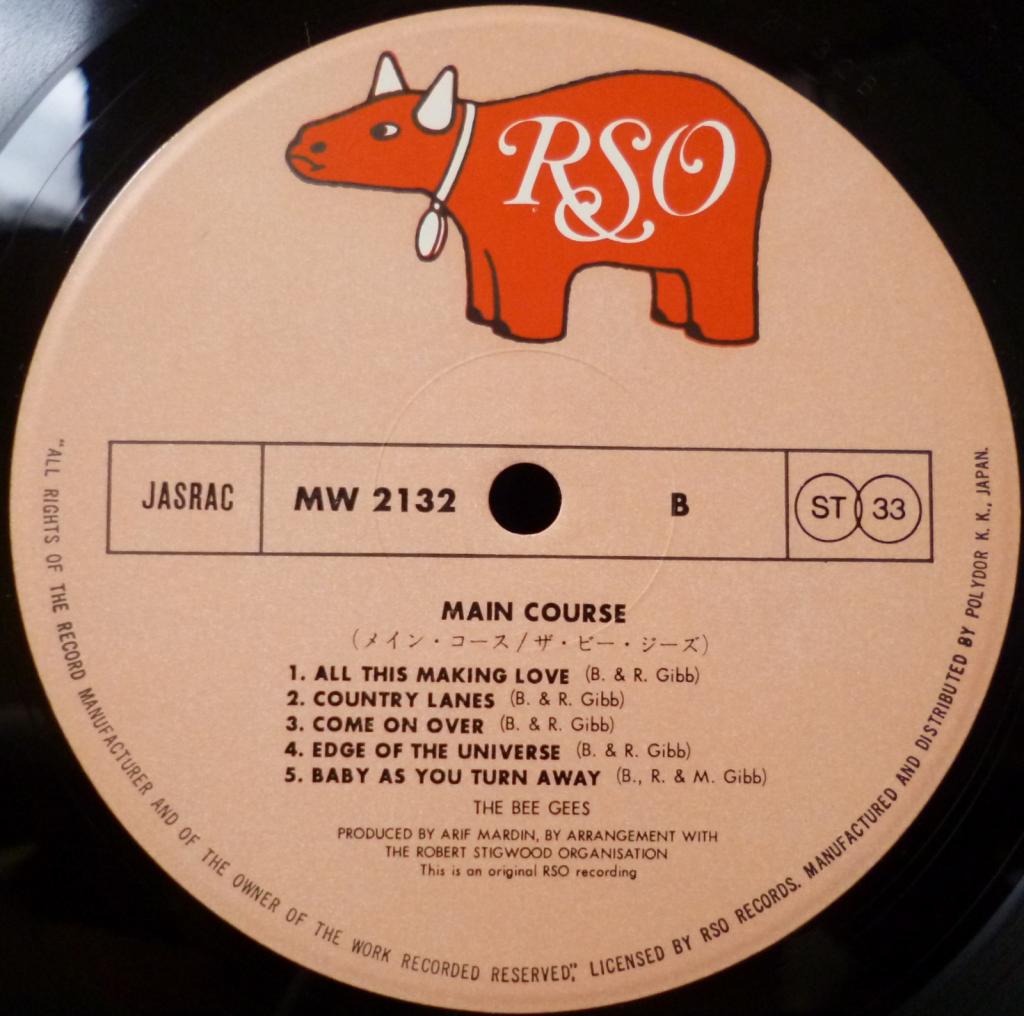 RSO
JASRAC
MW 2132
B
ST 33
MAIN COURSE
(メイン・コース/ザ・ビー・ジーズ)
1. ALL THIS MAKING LOVE (B. & R. Gibb)
2. COUNTRY LANES (B. & R. Gibb)
3. COME ON OVER (B. & R. Gibb)
4. EDGE OF THE UNIVERSE (B. & R. Gibb)
5. BABY AS YOU TURN AWAY (B., R. & M. Gibb)
THE BEE GEES
PRODUCED BY ARIF MARDIN, BY ARRANGEMENT WITH
THE ROBERT STIGWOOD ORGANISATION
This is an original RSO recording
"ALL RIGHTS OF THE RECORD MANUFACTURER AND OF THE OWNER OF THE WORK RECORDED RESERVED", LICENSED BY RSO RECORDS. MANUFACTURED AND DISTRIBUTED BY POLYDOR K. K., JAPAN.